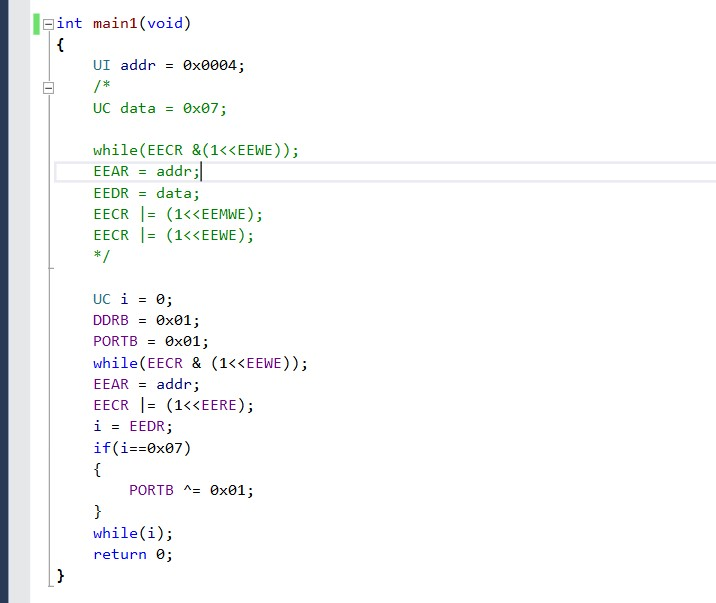 int main1(void)
{
    UI addr = 0x0004;
    /*
    UC data = 0x07;

    while(EECR &(1<<EEWE));
    EEAR = addr;
    EEDR = data;
    EECR |= (1<<EEMWE);
    EECR |= (1<<EEWE);
    */

    UC i = 0;
    DDRB = 0x01;
    PORTB = 0x01;
    while(EECR & (1<<EEWE));
    EEAR = addr;
    EECR |= (1<<EERE);
    i = EEDR;
    if(i==0x07)
    {
        PORTB ^= 0x01;
    }
    while(i);
    return 0;
}